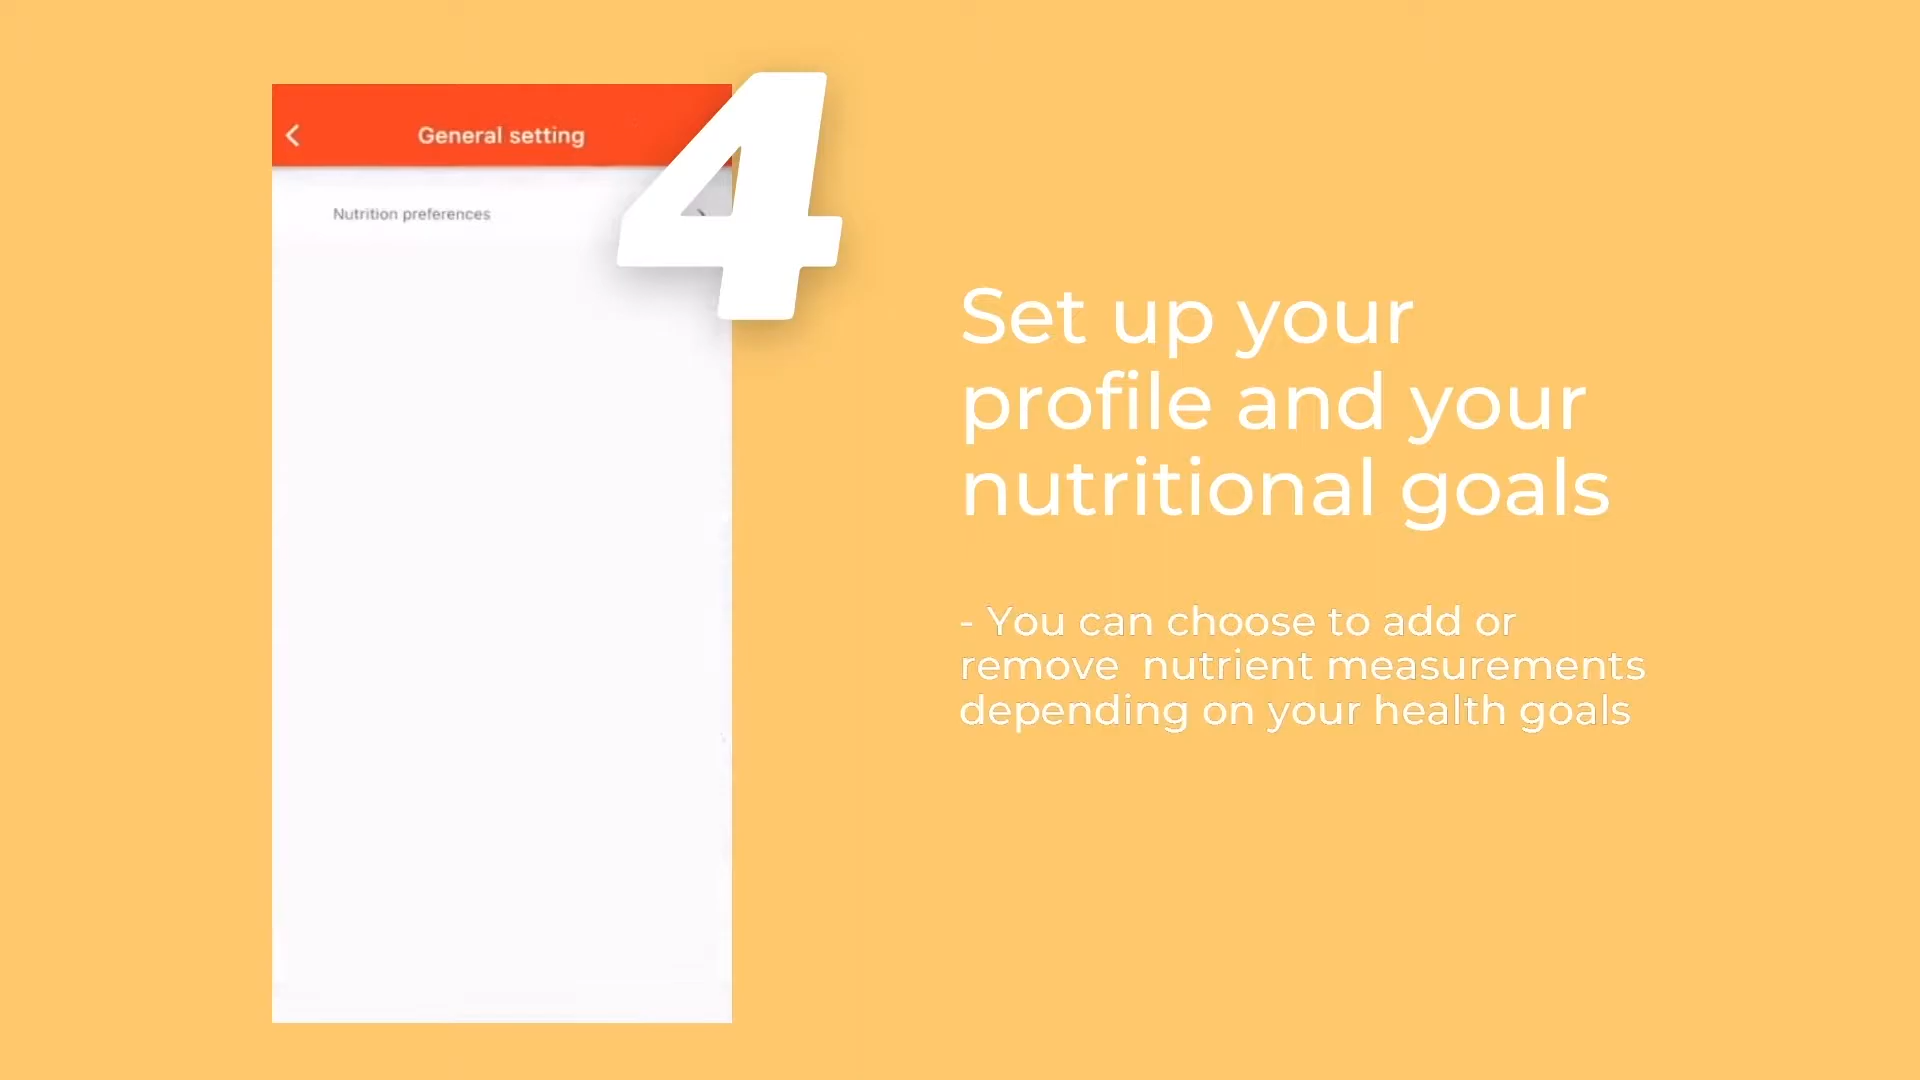 General setting
Nutrition preferences
4
Set up your
profile and your
nutritional goals
- You can choose to add or
remove  nutrient measurements
depending on your health goals